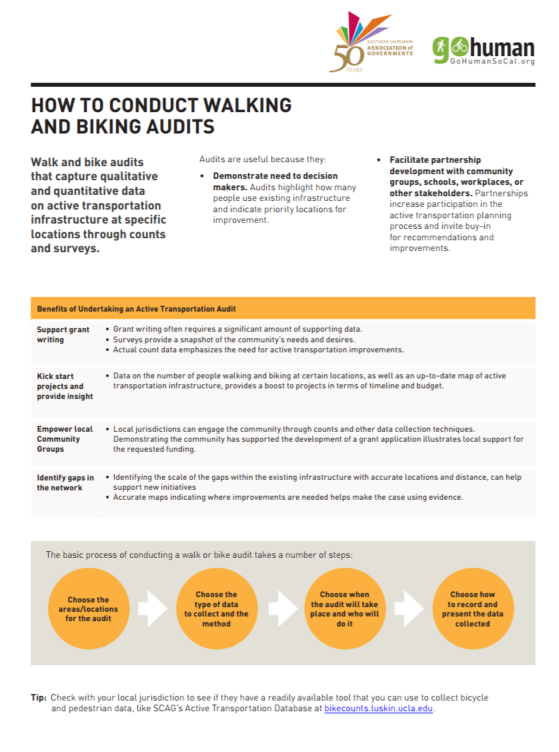 50
YEARS
SOUTHERN CALIFORNIA
ASSOCIATION of
GOVERNMENTS
gohuman
GoHumanSoCal.org
HOW TO CONDUCT WALKING
AND BIKING AUDITS
Walk and bike audits
that capture qualitative
and quantitative data
on active transportation
infrastructure at specific
locations through counts
and surveys.
Audits are useful because they:
• Demonstrate need to decision
makers. Audits highlight how many
people use existing infrastructure
and indicate priority locations for
improvement.
• Facilitate partnership
development with community
groups, schools, workplaces, or
other stakeholders. Partnerships
increase participation in the
active transportation planning
process and invite buy-in
for recommendations and
improvements.
Benefits of Undertaking an Active Transportation Audit
Support grant
writing
• Grant writing often requires a significant amount of supporting data.
• Surveys provide a snapshot of the community's needs and desires.
• Actual count data emphasizes the need for active transportation improvements.
Kick start
projects and
provide insight
• Data on the number of people walking and biking at certain locations, as well as an up-to-date map of active
transportation infrastructure, provides a boost to projects in terms of timeline and budget.
Empower local
Community
Groups
• Local jurisdictions can engage the community through counts and other data collection techniques.
Demonstrating the community has supported the development of a grant application illustrates local support for
the requested funding.
Identify gaps in
the network
• Identifying the scale of the gaps within the existing infrastructure with accurate locations and distance, can help
support new initiatives
• Accurate maps indicating where improvements are needed helps make the case using evidence.
The basic process of conducting a walk or bike audit takes a number of steps:
Choose the
areas/locations
for the audit
Choose the
type of data
to collect and the
method
Choose when
the audit will take
place and who will
do it
Choose how
to record and
present the data
collected
Tip: Check with your local jurisdiction to see if they have a readily available tool that you can use to collect bicycle
and pedestrian data, like SCAG's Active Transportation Database at bikecounts.luskin.ucla.edu.